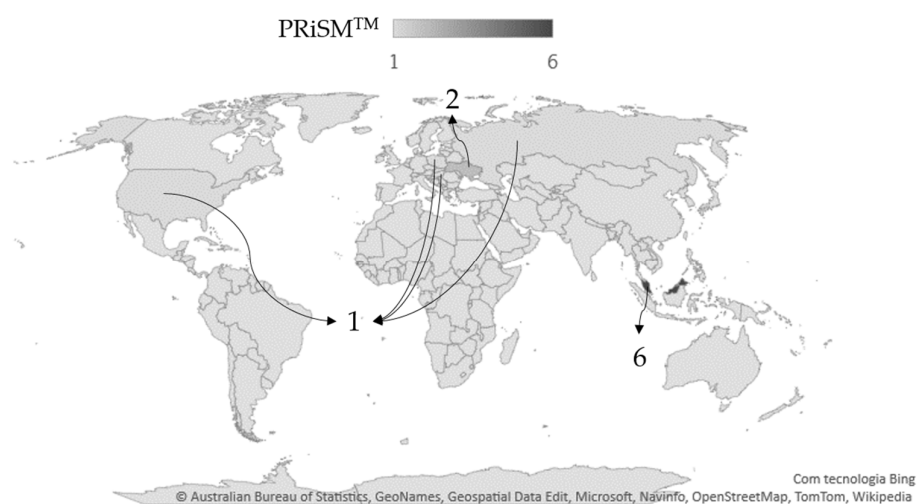 PRiSM™
1 6
2
1
6
Com tecnologia Bing
© Australian Bureau of Statistics, GeoNames, Geospatial Data Edit, Microsoft, Navinfo, OpenStreetMap, TomTom, Wikipedia